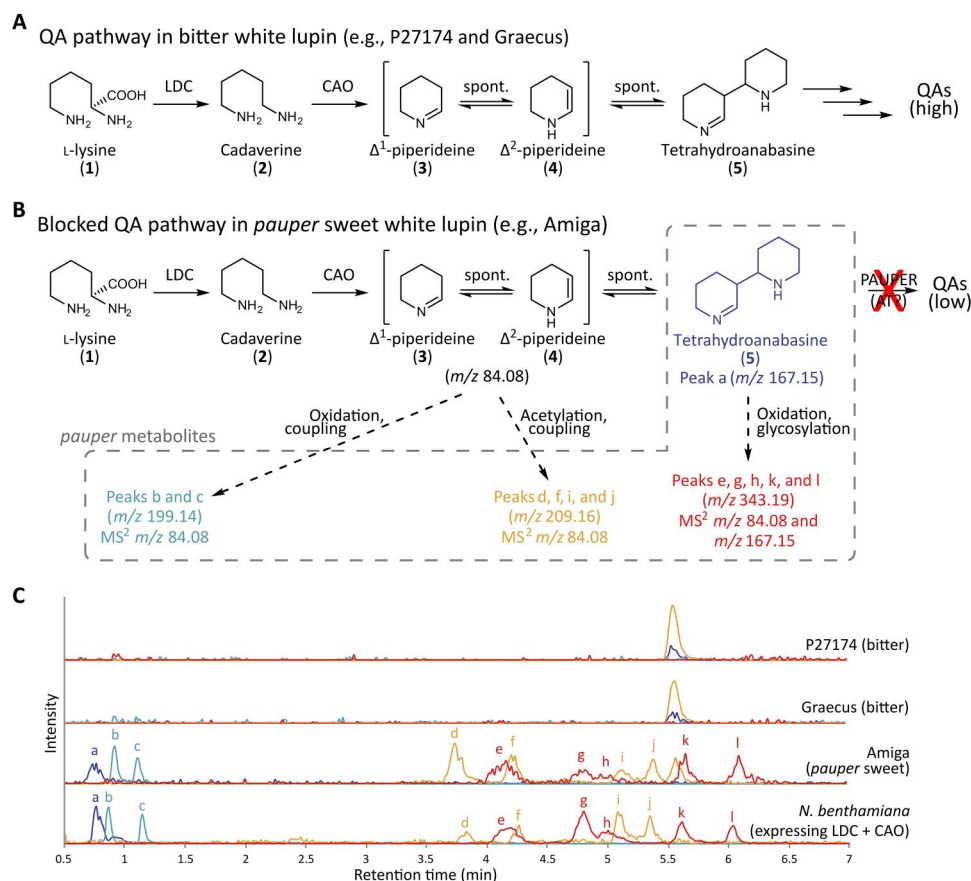 A
QA pathway in bitter white lupin (e.g., P27174 and Graecus)
COOH
NH2 NH2
L-lysine
(1)
LDC
NH2 NH2
Cadaverine
(2)
CAO
N
Δ1-piperideine
(3)
spont.
N
H
Δ2-piperideine
(4)
spont.
N
H
N
Tetrahydroanabasine
(5)
QAs
(high)
B
Blocked QA pathway in pauper sweet white lupin (e.g., Amiga)
COOH
NH2 NH2
L-lysine
(1)
LDC
NH2 NH2
Cadaverine
(2)
CAO
N
Δ1-piperideine
(3)
spont.
N
H
Δ2-piperideine
(4)
(m/z 84.08)
spont.
N
H
N
Tetrahydroanabasine
(5)
Peak a (m/z 167.15)
PAUPER
(AT?)
QAs
(low)
pauper metabolites
Oxidation,
coupling
Acetylation,
coupling
Oxidation,
glycosylation
Peaks b and c
(m/z 199.14)
MS2 m/z 84.08
Peaks d, f, i, and j
(m/z 209.16)
MS2 m/z 84.08
Peaks e, g, h, k, and l
(m/z 343.19)
MS2 m/z 84.08 and
m/z 167.15
C
Intensity
P27174 (bitter)
Graecus (bitter)
a b c d e f g h i j k l
Amiga
(pauper sweet)
a b c d e f g h i j k l
N. benthamiana
(expressing LDC + CAO)
0.5 1 1.5 2 2.5 3 3.5 4 4.5 5 5.5 6 6.5 7
Retention time (min)